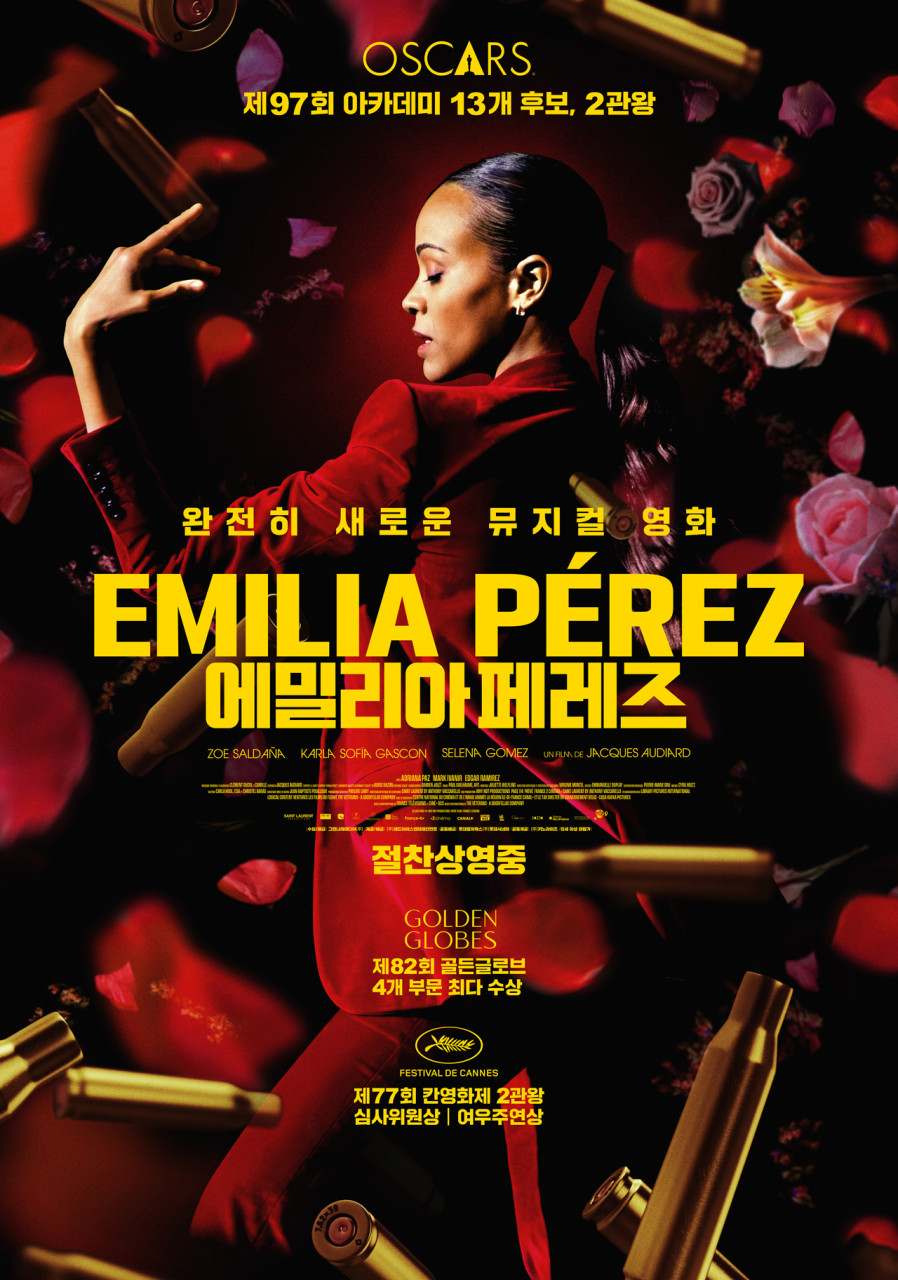 OSCARS
제97회 아카데미 13개 후보, 2관왕
완전히 새로운 뮤지컬 영화
EMILIA PÉREZ
에밀리아 페레즈
ZOE SALDAÑA KARLA SOFÍA GASCON SELENA GOMEZ UN FILM DE JACQUES AUDIARD
ADRIANA PAZ MARK IVANIR EDGAR RAMIREZ
절찬상영중
GOLDEN
GLOBES
제82회 골든글로브
4개 부문 최다 수상
FESTIVAL DE CANNES
제77회 칸영화제 2관왕
심사위원상 | 여우주연상
7.62×39